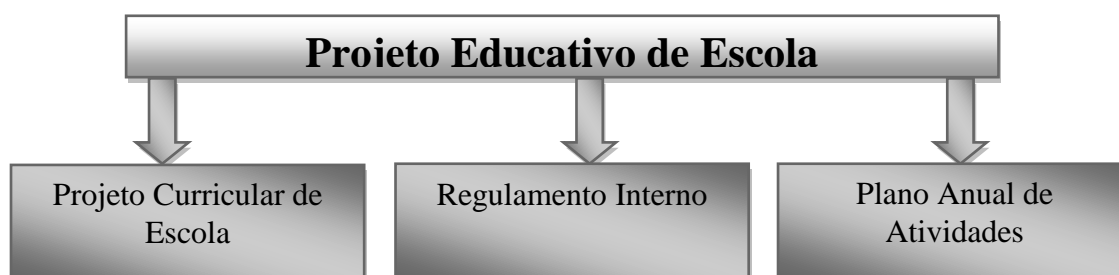 Projeto Educativo de Escola
Projeto Curricular de
Escola
Regulamento Interno
Plano Anual de
Atividades